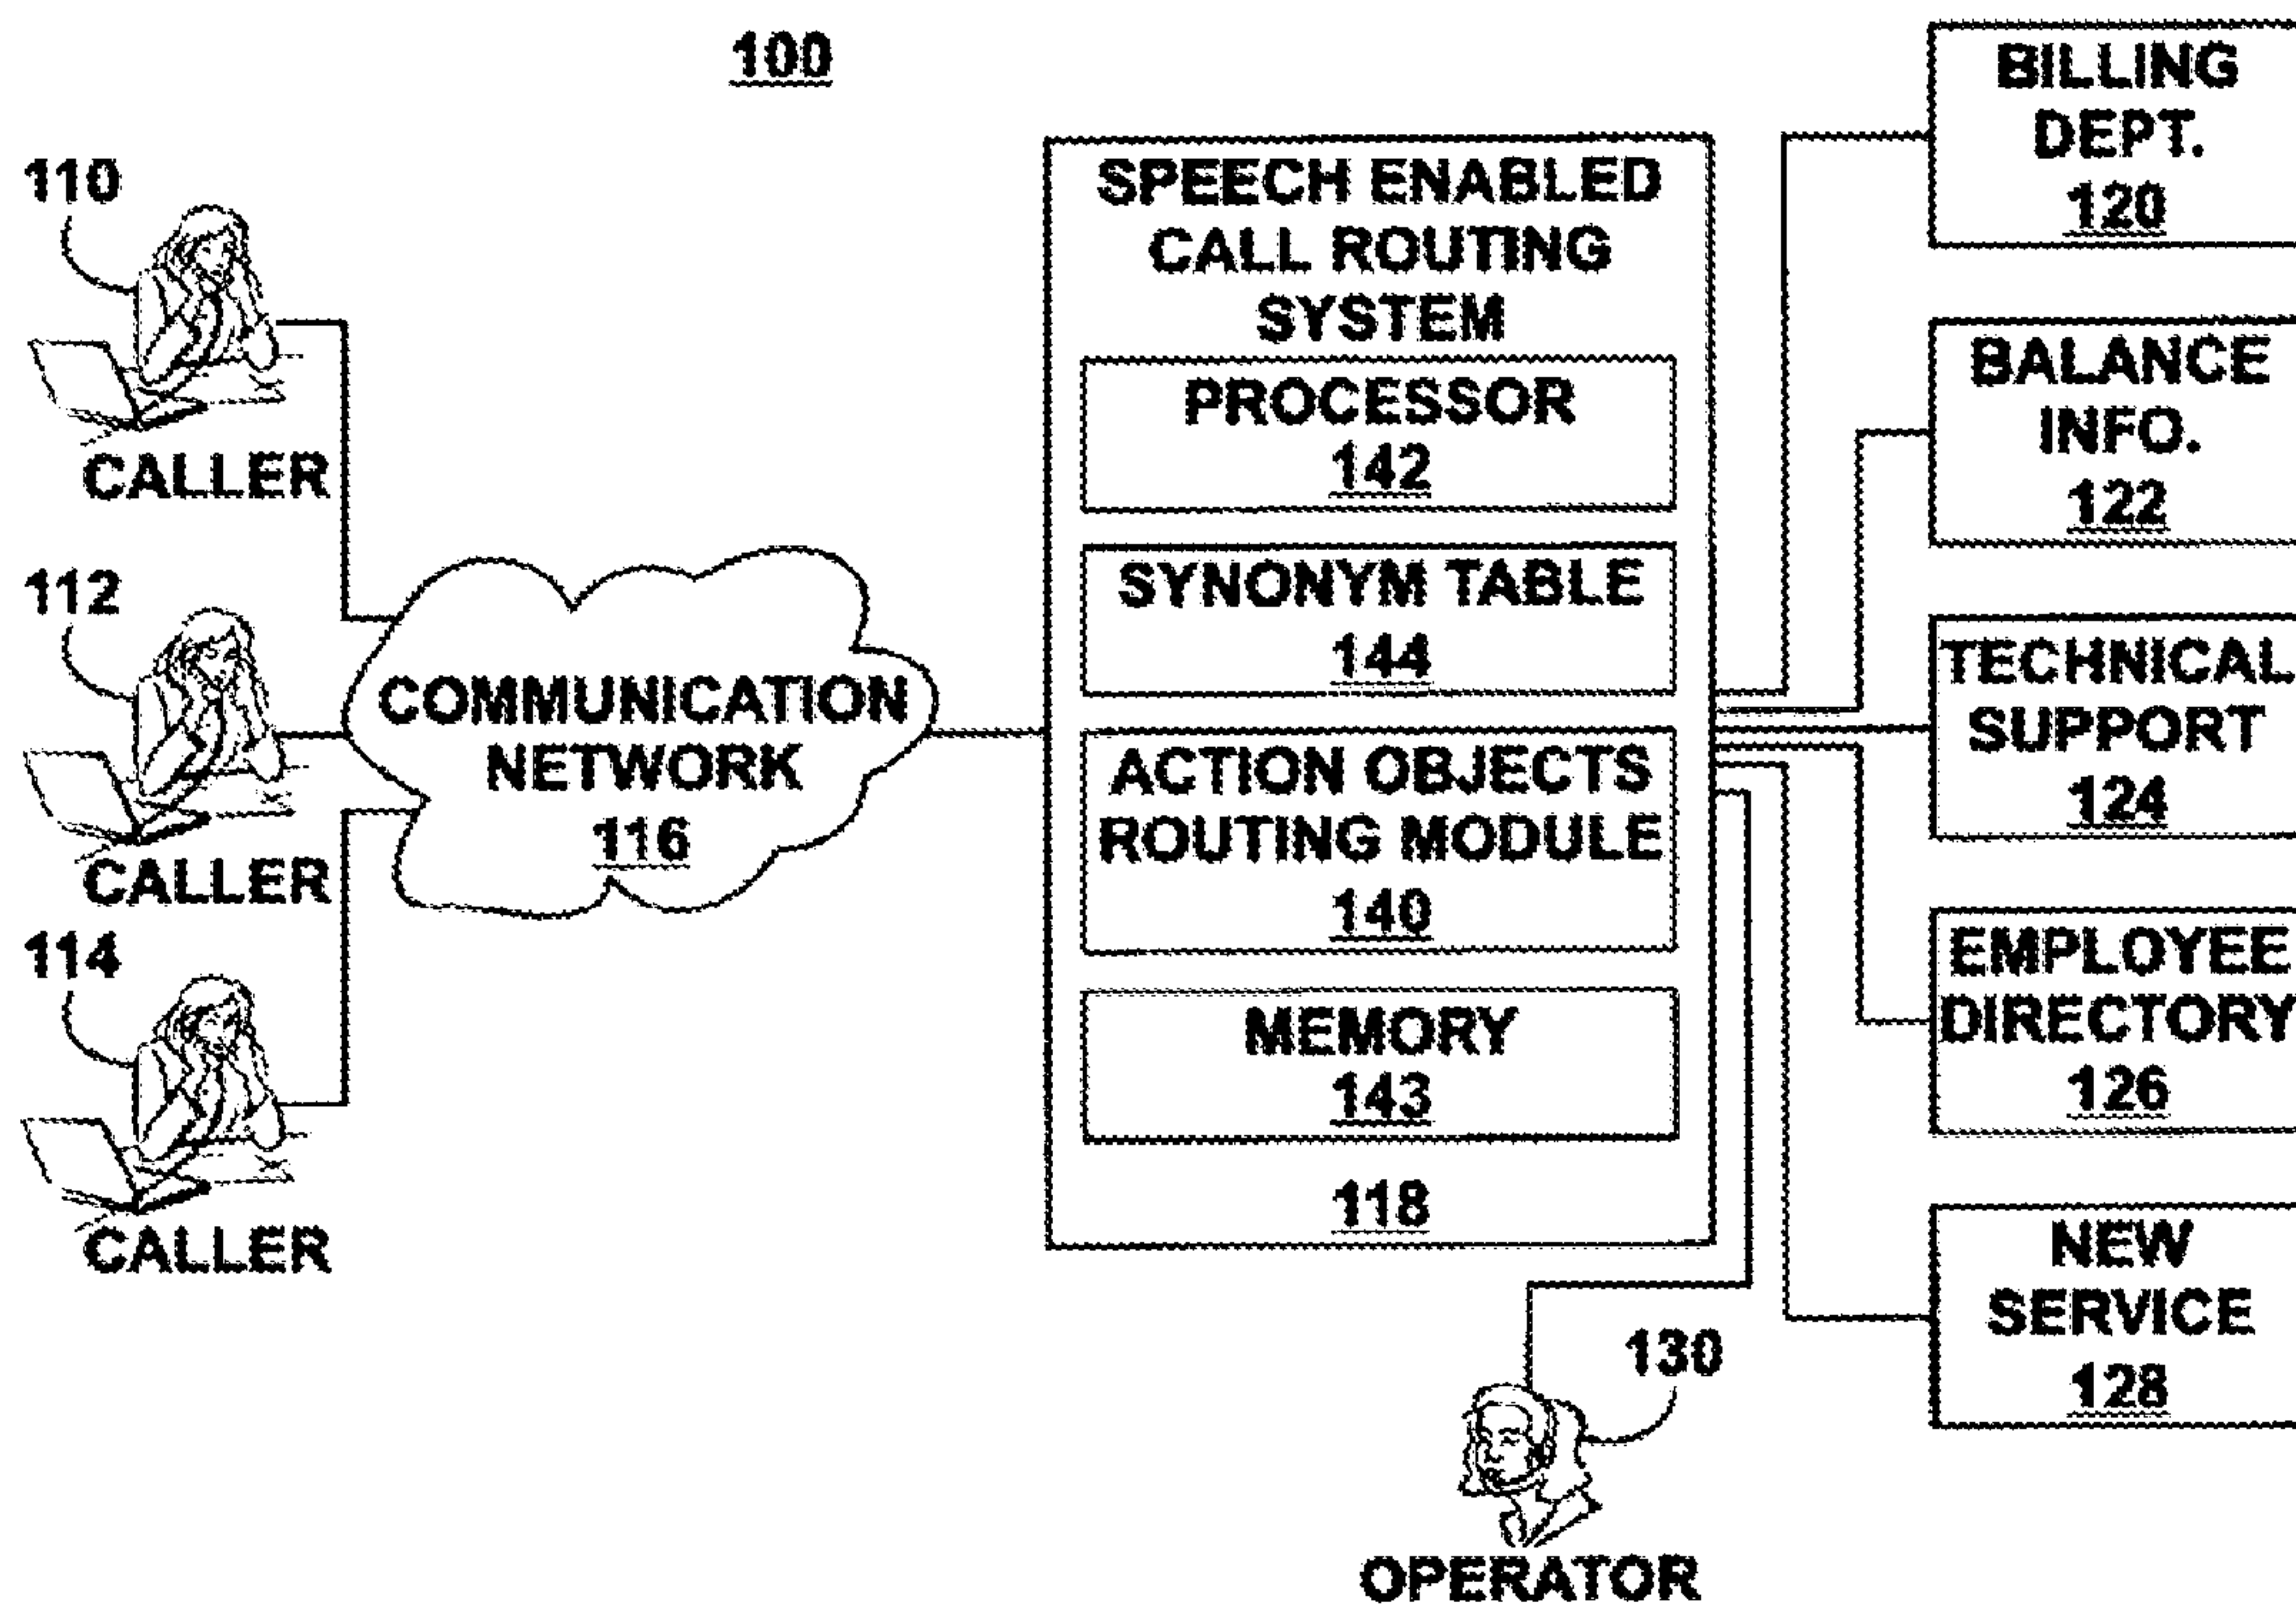 100
110
CALLER
112
CALLER
114
CALLER
COMMUNICATION
NETWORK
116
SPEECH ENABLED
CALL ROUTING
SYSTEM
PROCESSOR
142
SYNONYM TABLE
144
ACTION OBJECTS
ROUTING MODULE
140
MEMORY
143
118
BILLING
DEPT.
120
BALANCE
INFO.
122
TECHNICAL
SUPPORT
124
EMPLOYEE
DIRECTORY
126
NEW
SERVICE
128
130
OPERATOR